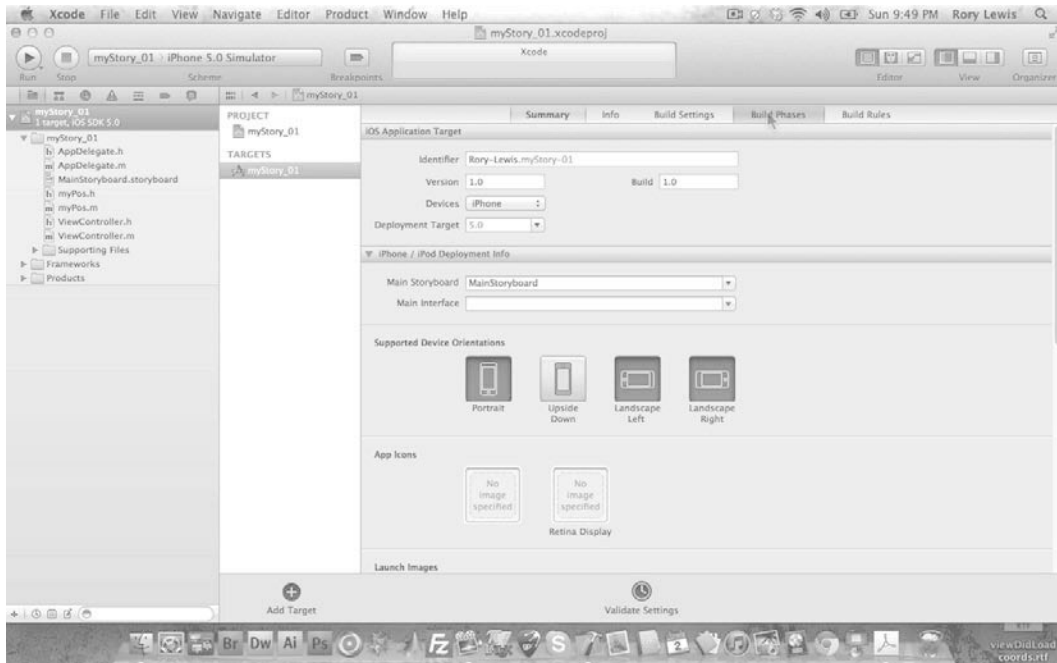 Xcode File Edit View Navigate Editor Product Window Help Sun 9:49 PM Rory Lewis
myStory_01.xcodeproj
myStory_01 iPhone 5.0 Simulator
Xcode
Run Stop Scheme Breakpoints Editor View Organizer
myStory_01
myStory_01
1 target, iOS SDK 5.0
myStory_01
h AppDelegate.h
m AppDelegate.m
MainStoryboard.storyboard
h myPos.h
m myPos.m
h ViewController.h
m ViewController.m
Supporting Files
Frameworks
Products
PROJECT
myStory_01
TARGETS
myStory_01
Summary Info Build Settings Build Phases Build Rules
iOS Application Target
Identifier Rory-Lewis.myStory-01
Version 1.0 Build 1.0
Devices iPhone
Deployment Target 5.0
iPhone / iPod Deployment Info
Main Storyboard MainStoryboard
Main Interface
Supported Device Orientations
Portrait
Upside Down
Landscape Left
Landscape Right
App Icons
No image specified
No image specified
Retina Display
Launch Images
Add Target Validate Settings
Br Dw Ai Ps
viewDidLoad
coords.rtf